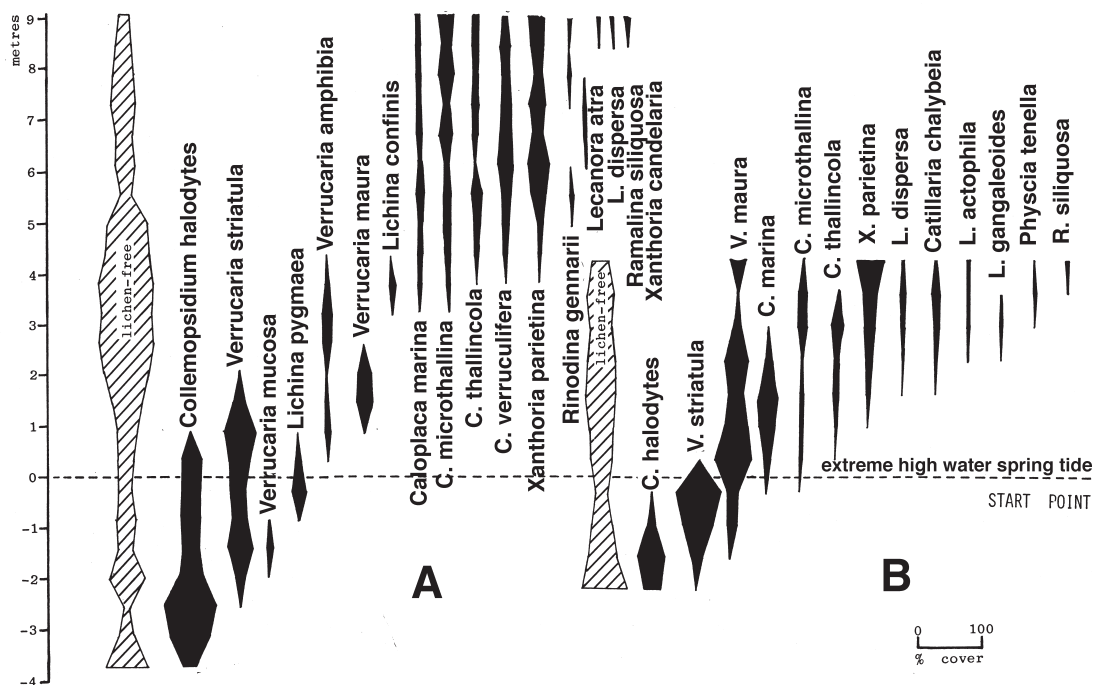 metres
9
8
7
6
5
4
3
2
1
0
-1
-2
-3
-4
lichen-free
Collemopsidium halodytes
Verrucaria striatula
Verrucaria mucosa
Lichina pygmaea
Verrucaria amphibia
Verrucaria maura
Lichina confinis
Caloplaca marina
C. microthallina
C. thallincola
C. verruculifera
Xanthoria parietina
Rinodina gennarii
Lecanora atra
L. dispersa
Ramalina siliquosa
Xanthoria candelaria
A
lichen-free
C. halodytes
V. striatula
V. maura
C. marina
C. microthallina
C. thallincola
X. parietina
L. dispersa
Catillaria chalybeia
L. actophila
L. gangaleoides
Physcia tenella
R. siliquosa
extreme high water spring tide
START POINT
B
0 100
% cover